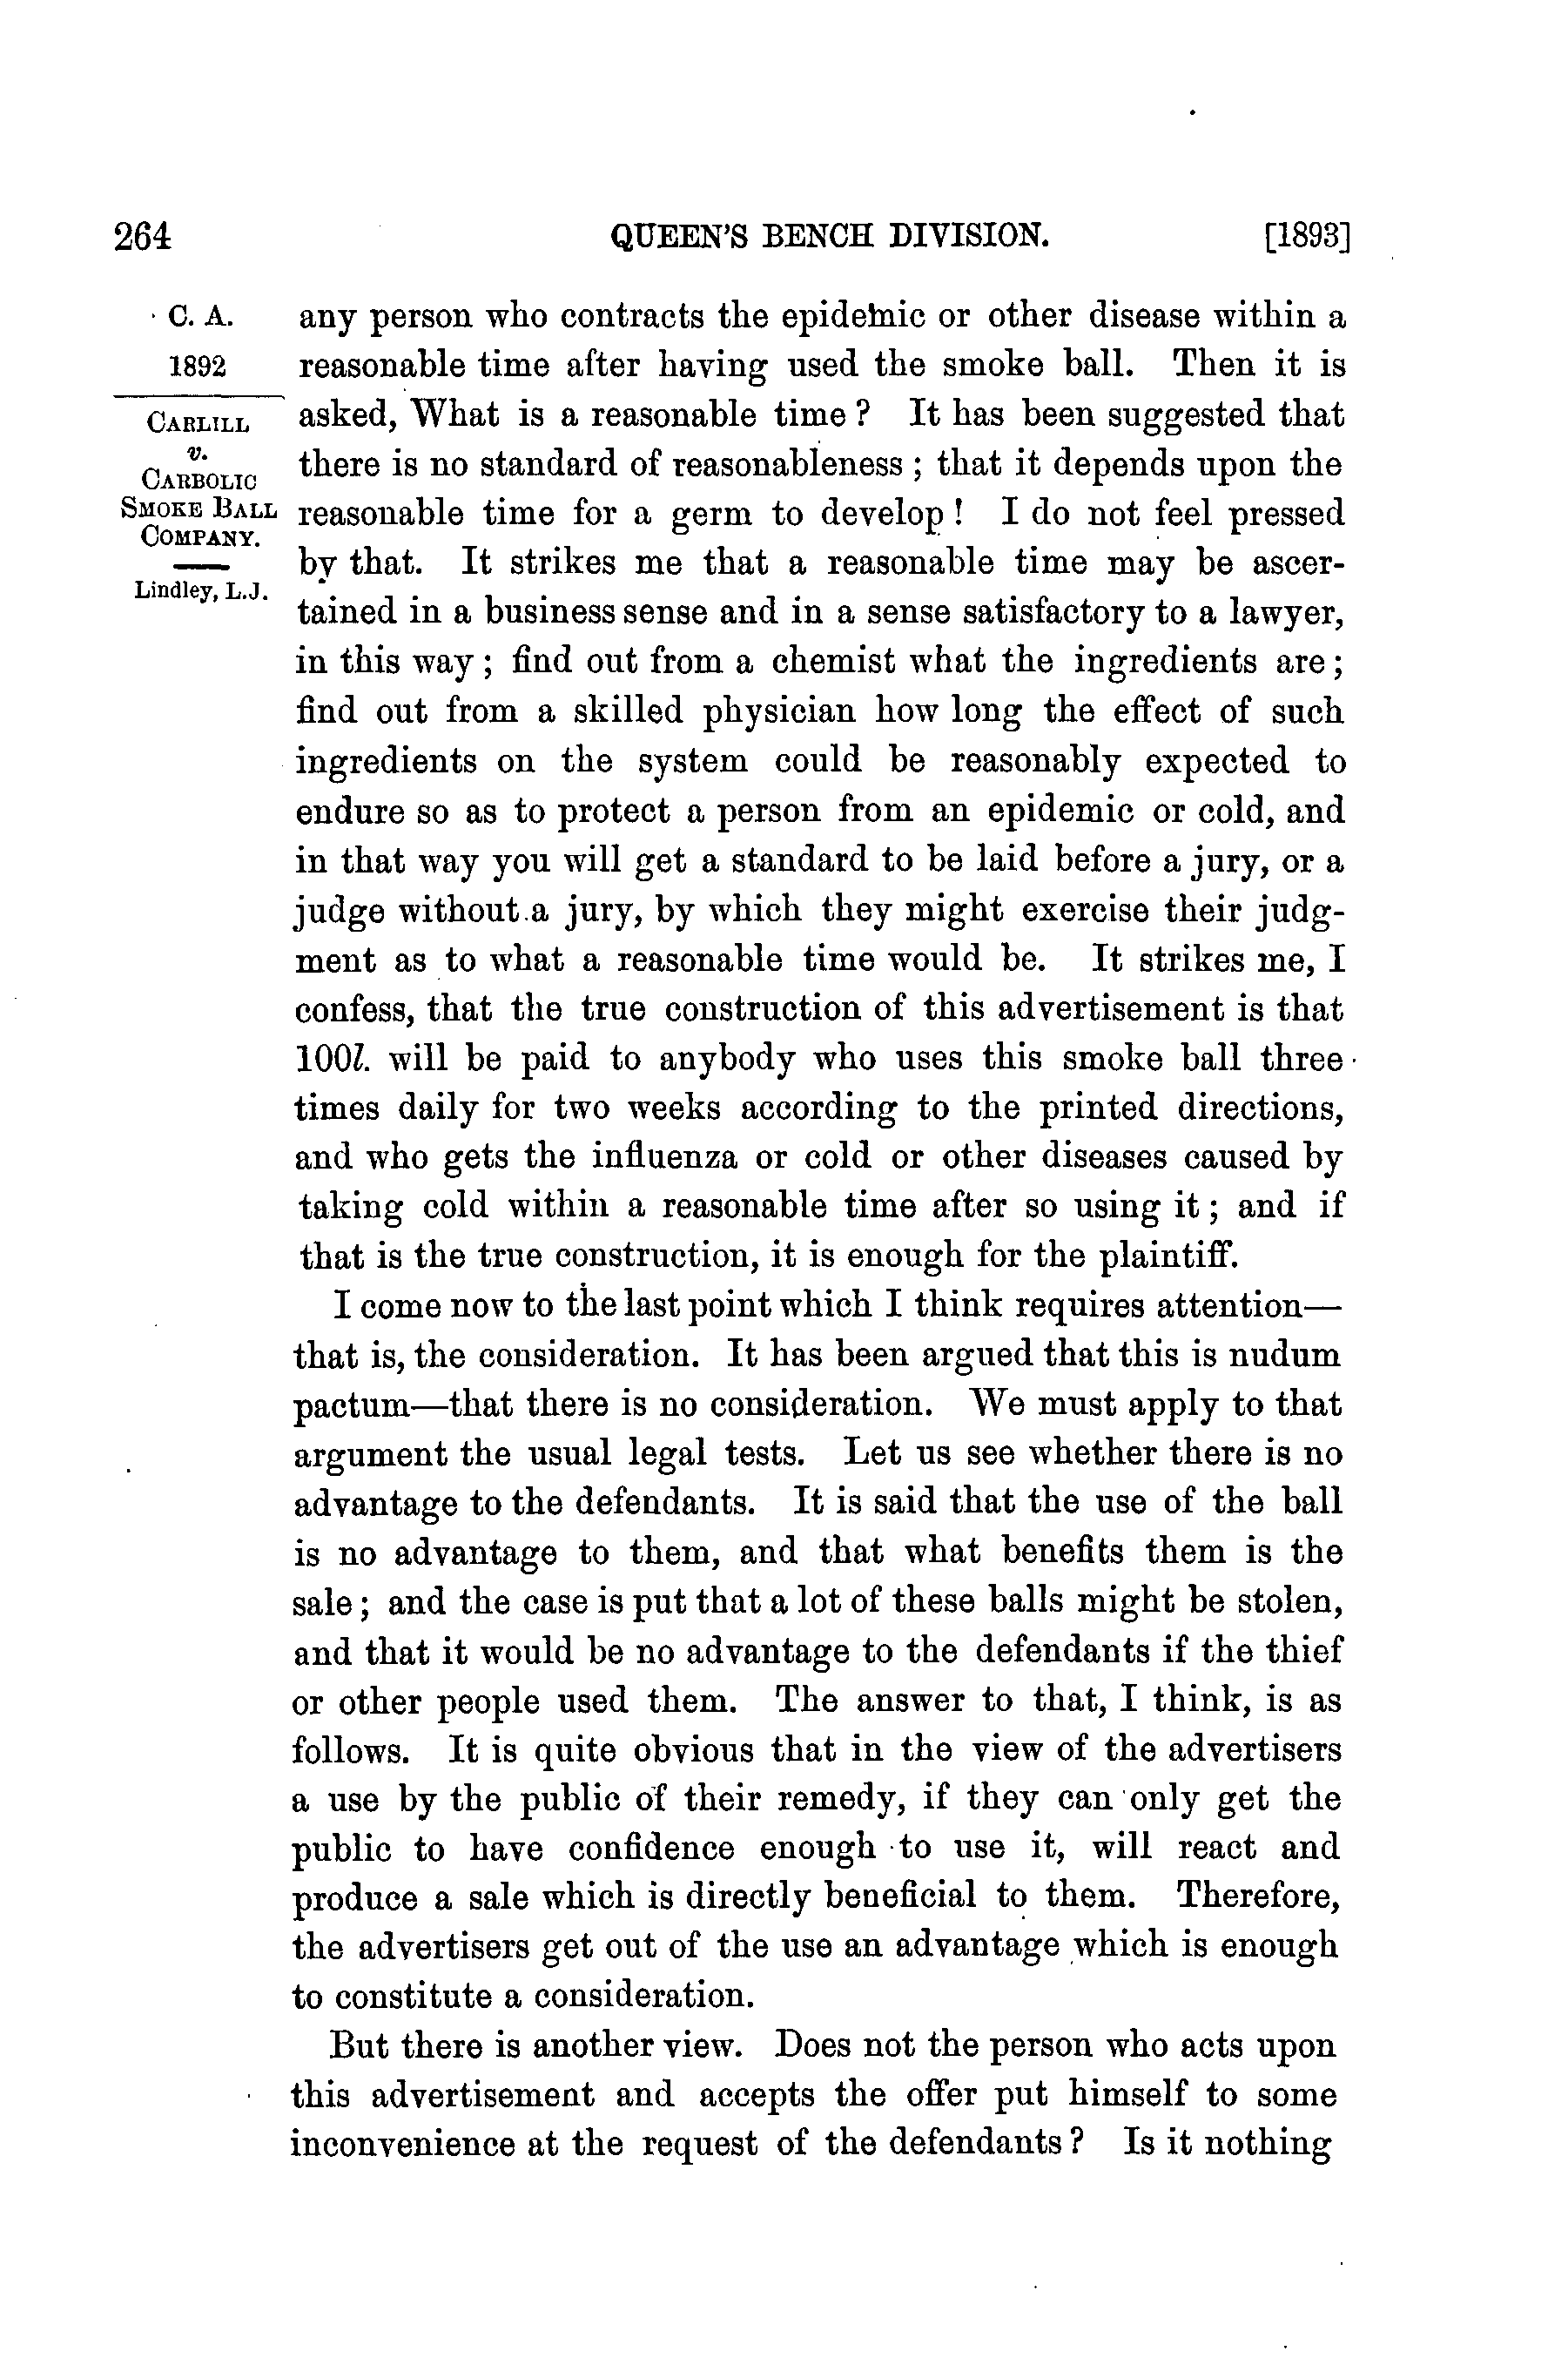 264 QUEEN'S BENCH DIVISION. [1893]
C. A.
1892
CARLILL
v.
CARBOLIC
SMOKE BALL
COMPANY.
Lindley, L.J.
any person who contracts the epidemic or other disease within a
reasonable time after having used the smoke ball. Then it is
asked, What is a reasonable time? It has been suggested that
there is no standard of reasonableness; that it depends upon the
reasonable time for a germ to develop! I do not feel pressed
by that. It strikes me that a reasonable time may be ascer-
tained in a business sense and in a sense satisfactory to a lawyer,
in this way; find out from a chemist what the ingredients are;
find out from a skilled physician how long the effect of such
ingredients on the system could be reasonably expected to
endure so as to protect a person from an epidemic or cold, and
in that way you will get a standard to be laid before a jury, or a
judge without a jury, by which they might exercise their judg-
ment as to what a reasonable time would be. It strikes me, I
confess, that the true construction of this advertisement is that
100l. will be paid to anybody who uses this smoke ball three
times daily for two weeks according to the printed directions,
and who gets the influenza or cold or other diseases caused by
taking cold within a reasonable time after so using it; and if
that is the true construction, it is enough for the plaintiff.
I come now to the last point which I think requires attention—
that is, the consideration. It has been argued that this is nudum
pactum—that there is no consideration. We must apply to that
argument the usual legal tests. Let us see whether there is no
advantage to the defendants. It is said that the use of the ball
is no advantage to them, and that what benefits them is the
sale; and the case is put that a lot of these balls might be stolen,
and that it would be no advantage to the defendants if the thief
or other people used them. The answer to that, I think, is as
follows. It is quite obvious that in the view of the advertisers
a use by the public of their remedy, if they can only get the
public to have confidence enough to use it, will react and
produce a sale which is directly beneficial to them. Therefore,
the advertisers get out of the use an advantage which is enough
to constitute a consideration.
But there is another view. Does not the person who acts upon
this advertisement and accepts the offer put himself to some
inconvenience at the request of the defendants? Is it nothing